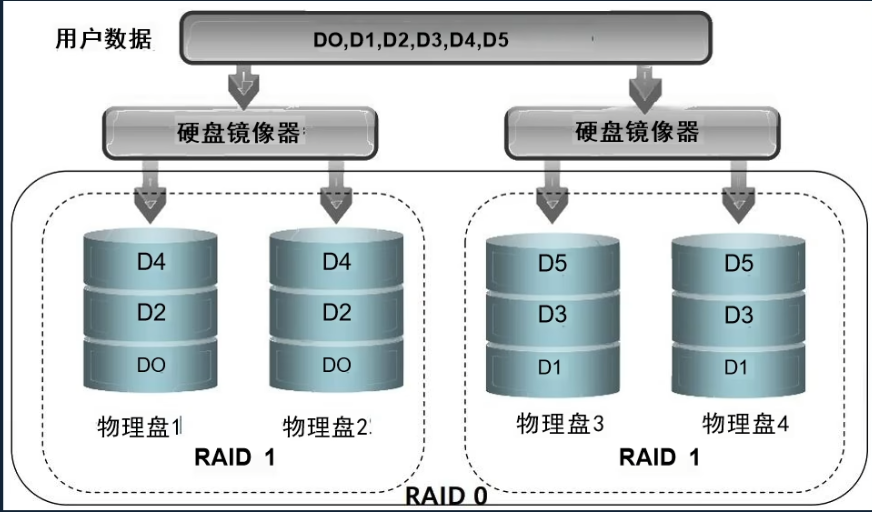 用户数据
DO,D1,D2,D3,D4,D5
硬盘镜像器
硬盘镜像器
D4
D2
DO
D4
D2
DO
D5
D3
D1
D5
D3
D1
物理盘1
物理盘2
物理盘3
物理盘4
RAID 1
RAID 1
RAID 0